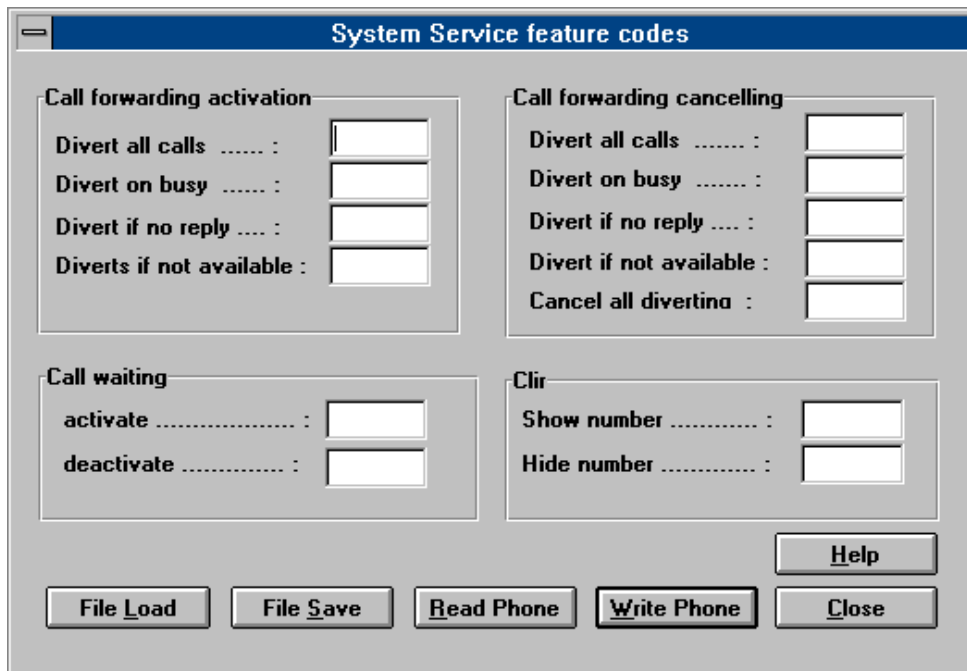 System Service feature codes
Call forwarding activation
Divert all calls ...... :
Divert on busy ...... :
Divert if no reply .... :
Diverts if not available :
Call forwarding cancelling
Divert all calls ....... :
Divert on busy ....... :
Divert if no reply .... :
Divert if not available :
Cancel all diverting :
Call waiting
activate ................... :
deactivate .............. :
Clir
Show number ............ :
Hide number ............. :
Help
File Load
File Save
Read Phone
Write Phone
Close